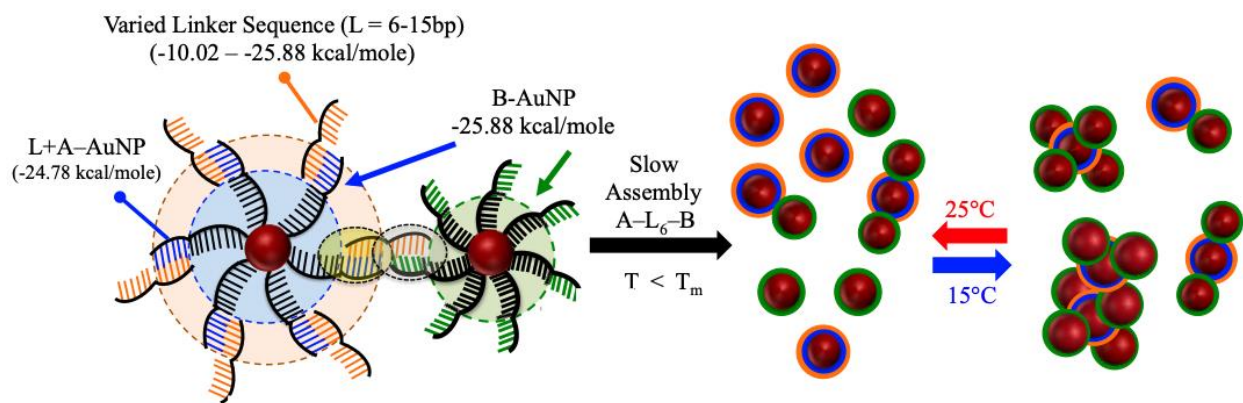 Varied Linker Sequence (L = 6-15bp)
(-10.02 – -25.88 kcal/mole)
B-AuNP
-25.88 kcal/mole
L+A–AuNP
(-24.78 kcal/mole)
Slow
Assembly
A–L₆–B
T < Tₘ
25°C
15°C